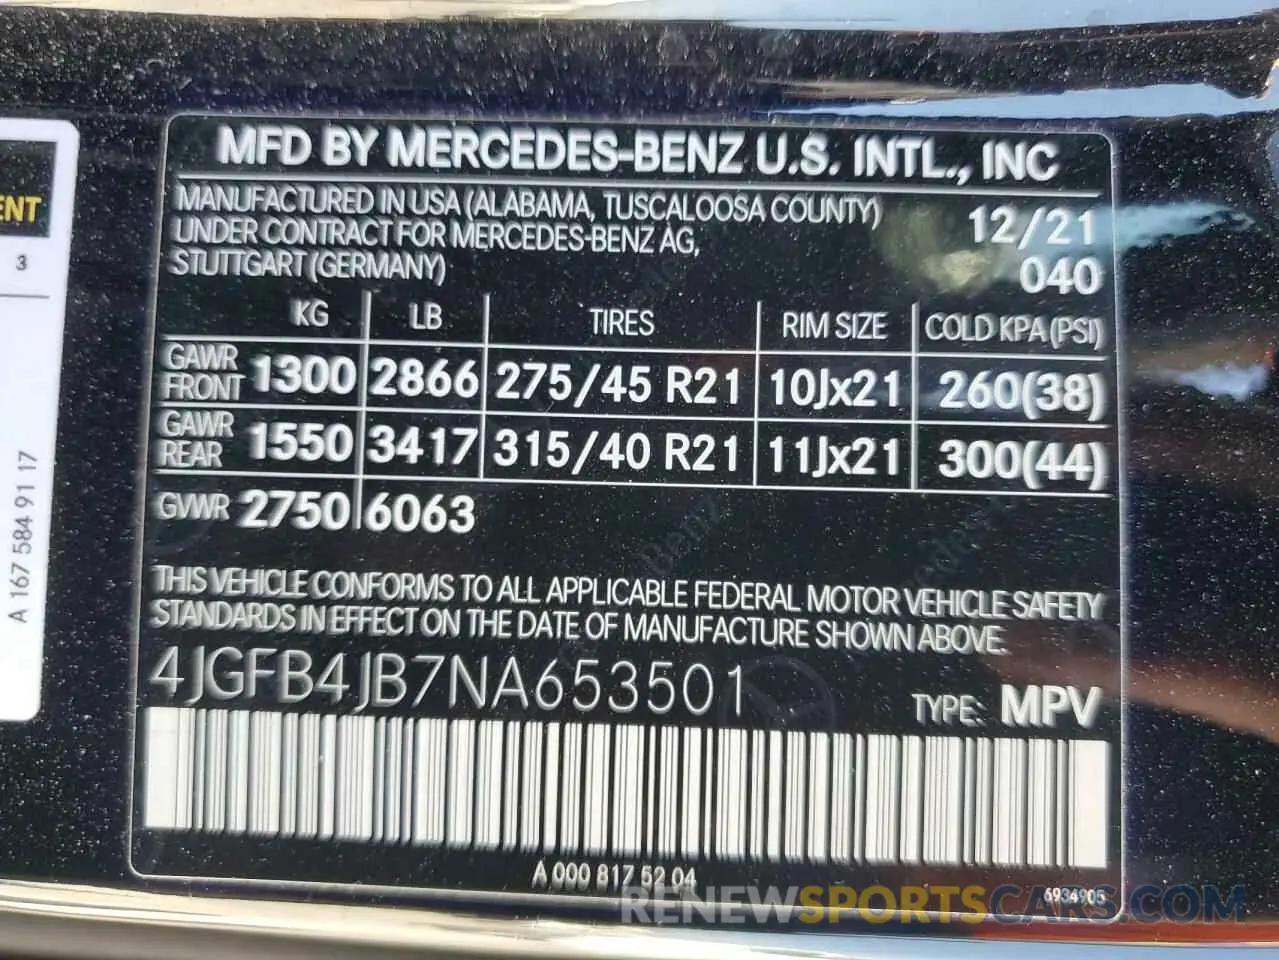 ENT
3
A 167 584 91 17
MFD BY MERCEDES-BENZ U.S. INTL., INC
MANUFACTURED IN USA (ALABAMA, TUSCALOOSA COUNTY) 12/21
UNDER CONTRACT FOR MERCEDES-BENZ AG,
STUTTGART (GERMANY) 040
KG LB TIRES RIM SIZE COLD KPA (PSI)
GAWR FRONT 1300 2866 275/45 R21 10Jx21 260(38)
GAWR REAR 1550 3417 315/40 R21 11Jx21 300(44)
GWR 2750 6063
THIS VEHICLE CONFORMS TO ALL APPLICABLE FEDERAL MOTOR VEHICLE SAFETY
STANDARDS IN EFFECT ON THE DATE OF MANUFACTURE SHOWN ABOVE.
4JGFB4JB7NA653501
TYPE: MPV
A 000 817 52 04
6934905
RENEWSPORTSCARS.COM